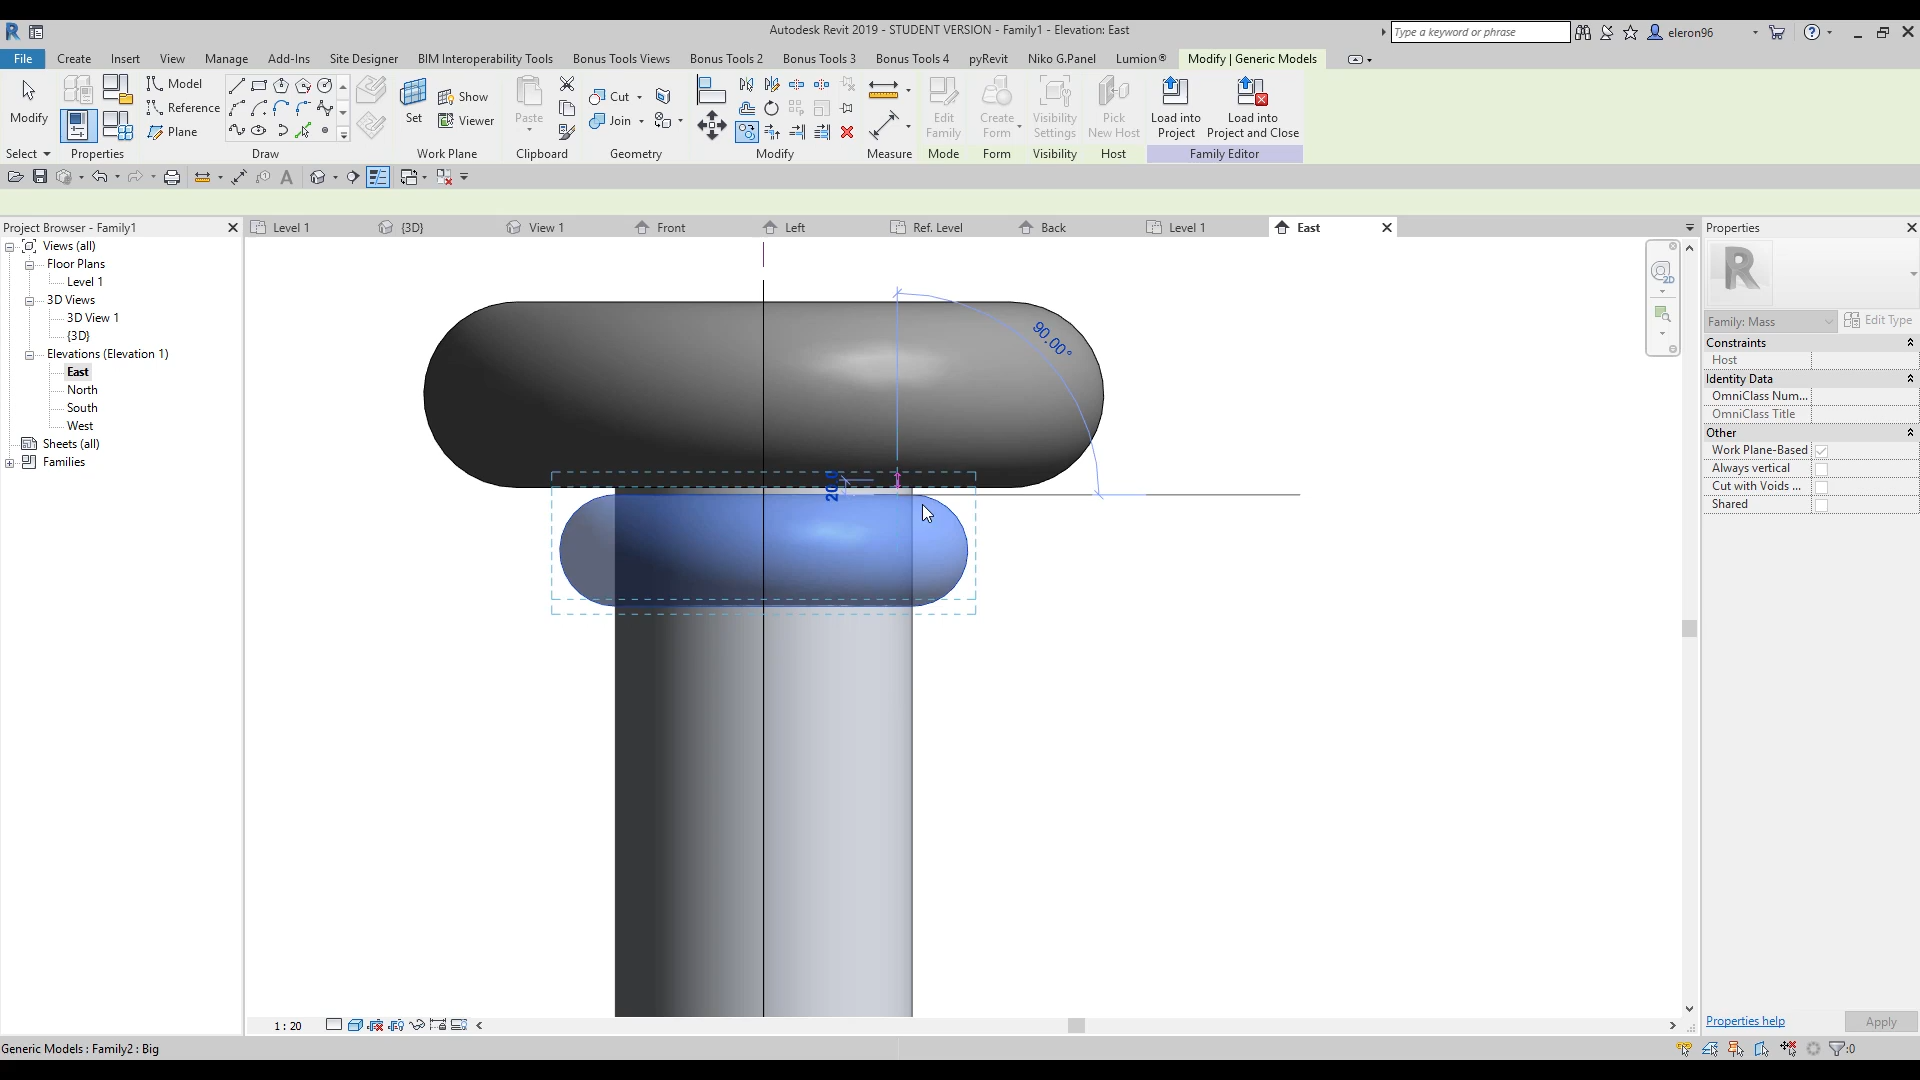 Autodesk Revit 2019 - STUDENT VERSION - Family1 - Elevation: East
Type a keyword or phrase
eleron96
File Create Insert View Manage Add-Ins Site Designer BIM Interoperability Tools Bonus Tools Views Bonus Tools 2 Bonus Tools 3 Bonus Tools 4 pyRevit Niko G.Panel Lumion® Modify | Generic Models
Modify
Model
Reference
Plane
Set
Show
Viewer
Paste
Cut
Join
Edit Family
Create Form
Visibility Settings
Pick New Host
Load into Project
Load into Project and Close
Select Properties Draw Work Plane Clipboard Geometry Modify Measure Mode Form Visibility Host Family Editor
Project Browser - Family1
Level 1 {3D} View 1 Front Left Ref. Level Back Level 1 East
Views (all)
Floor Plans
Level 1
3D Views
3D View 1
{3D}
Elevations (Elevation 1)
East
North
South
West
Sheets (all)
Families
90.00°
2D
Properties
R
Family: Mass
Edit Type
Constraints
Host
Identity Data
OmniClass Num...
OmniClass Title
Other
Work Plane-Based
Always vertical
Cut with Voids ...
Shared
Properties help
Apply
1 : 20
Generic Models : Family2 : Big
:0